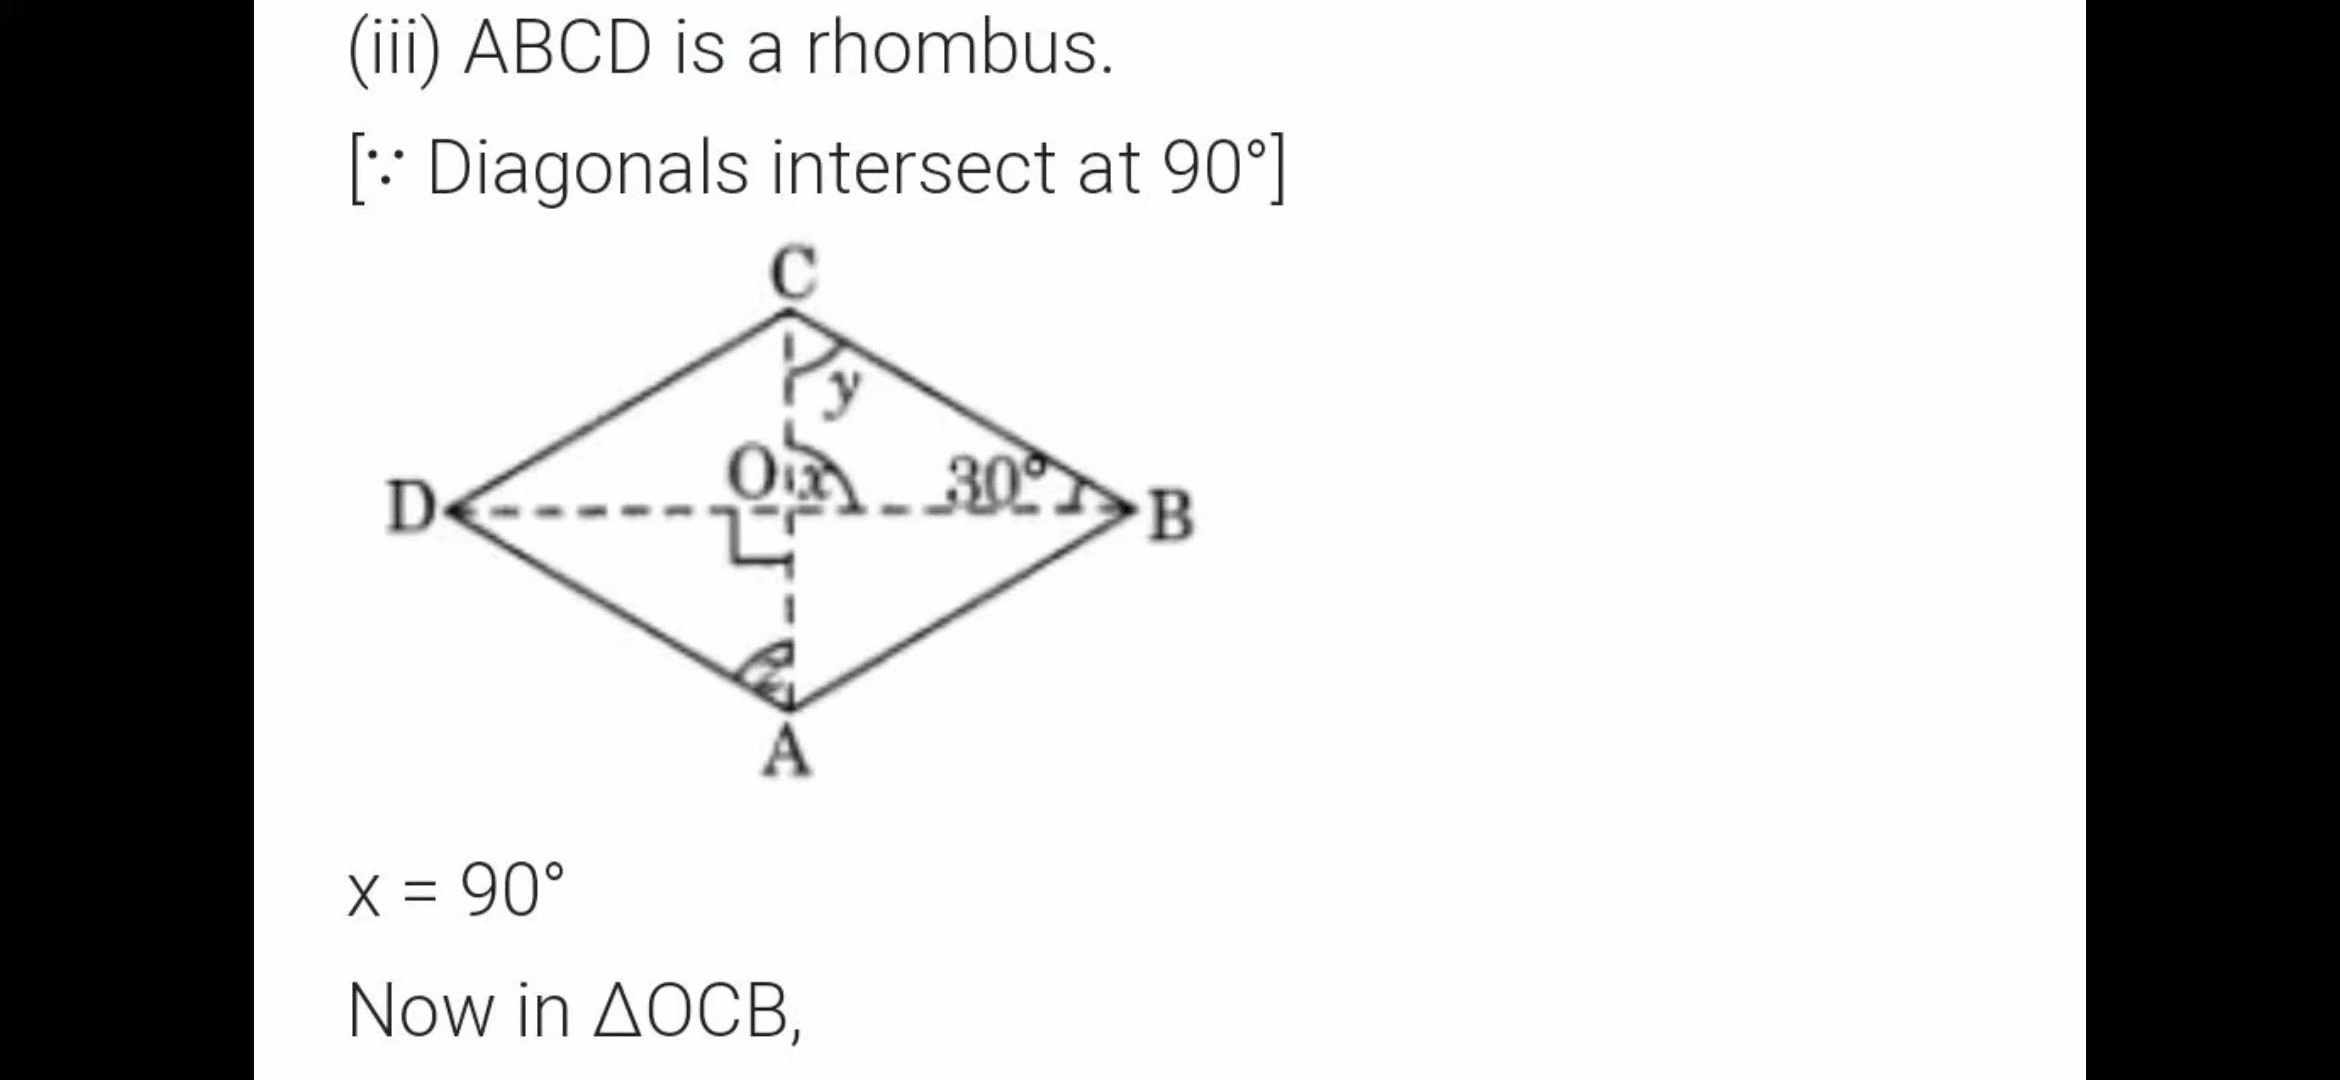 (iii) ABCD is a rhombus.
[∵ Diagonals intersect at 90°]
C
y
O x 30°
D B
z
A
x = 90°
Now in ΔOCB,